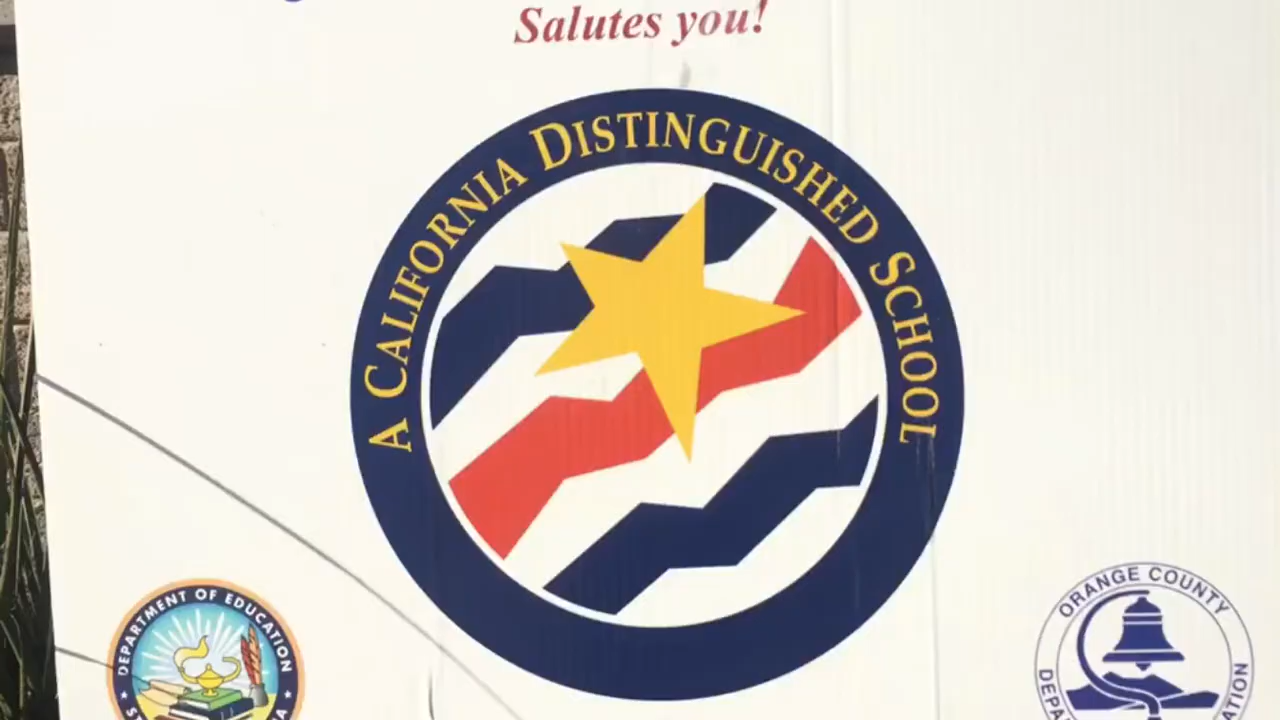 Salutes you!
A CALIFORNIA DISTINGUISHED SCHOOL
DEPARTMENT OF EDUCATION
ORANGE COUNTY